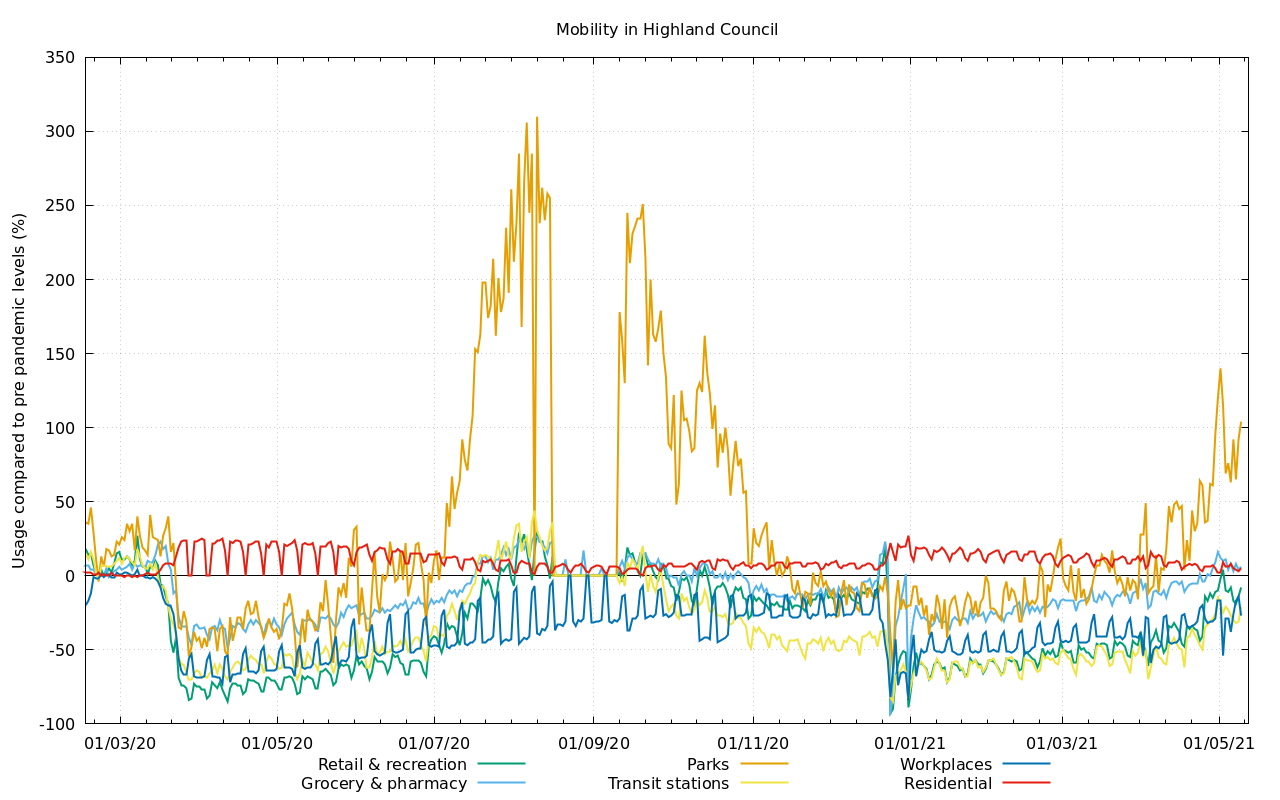 Mobility in Highland Council
Usage compared to pre pandemic levels (%)
350
300
250
200
150
100
50
0
-50
-100
01/03/20 01/05/20 01/07/20 01/09/20 01/11/20 01/01/21 01/03/21 01/05/21
Retail & recreation Parks Workplaces
Grocery & pharmacy Transit stations Residential